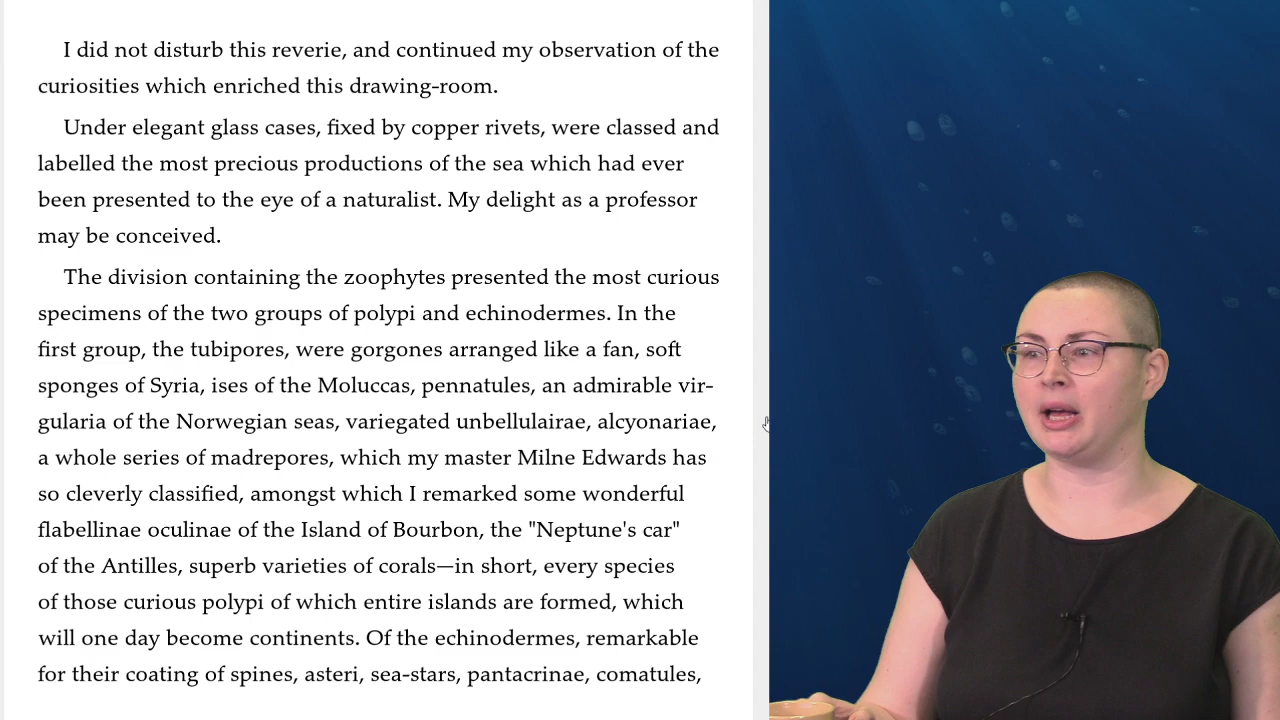 I did not disturb this reverie, and continued my observation of the
curiosities which enriched this drawing-room.
Under elegant glass cases, fixed by copper rivets, were classed and
labelled the most precious productions of the sea which had ever
been presented to the eye of a naturalist. My delight as a professor
may be conceived.
The division containing the zoophytes presented the most curious
specimens of the two groups of polypi and echinodermes. In the
first group, the tubipores, were gorgones arranged like a fan, soft
sponges of Syria, ises of the Moluccas, pennatules, an admirable vir-
gularia of the Norwegian seas, variegated unbellulairae, alcyonariae,
a whole series of madrepores, which my master Milne Edwards has
so cleverly classified, amongst which I remarked some wonderful
flabellinae oculinae of the Island of Bourbon, the "Neptune's car"
of the Antilles, superb varieties of corals—in short, every species
of those curious polypi of which entire islands are formed, which
will one day become continents. Of the echinodermes, remarkable
for their coating of spines, asteri, sea-stars, pantacrinae, comatules,